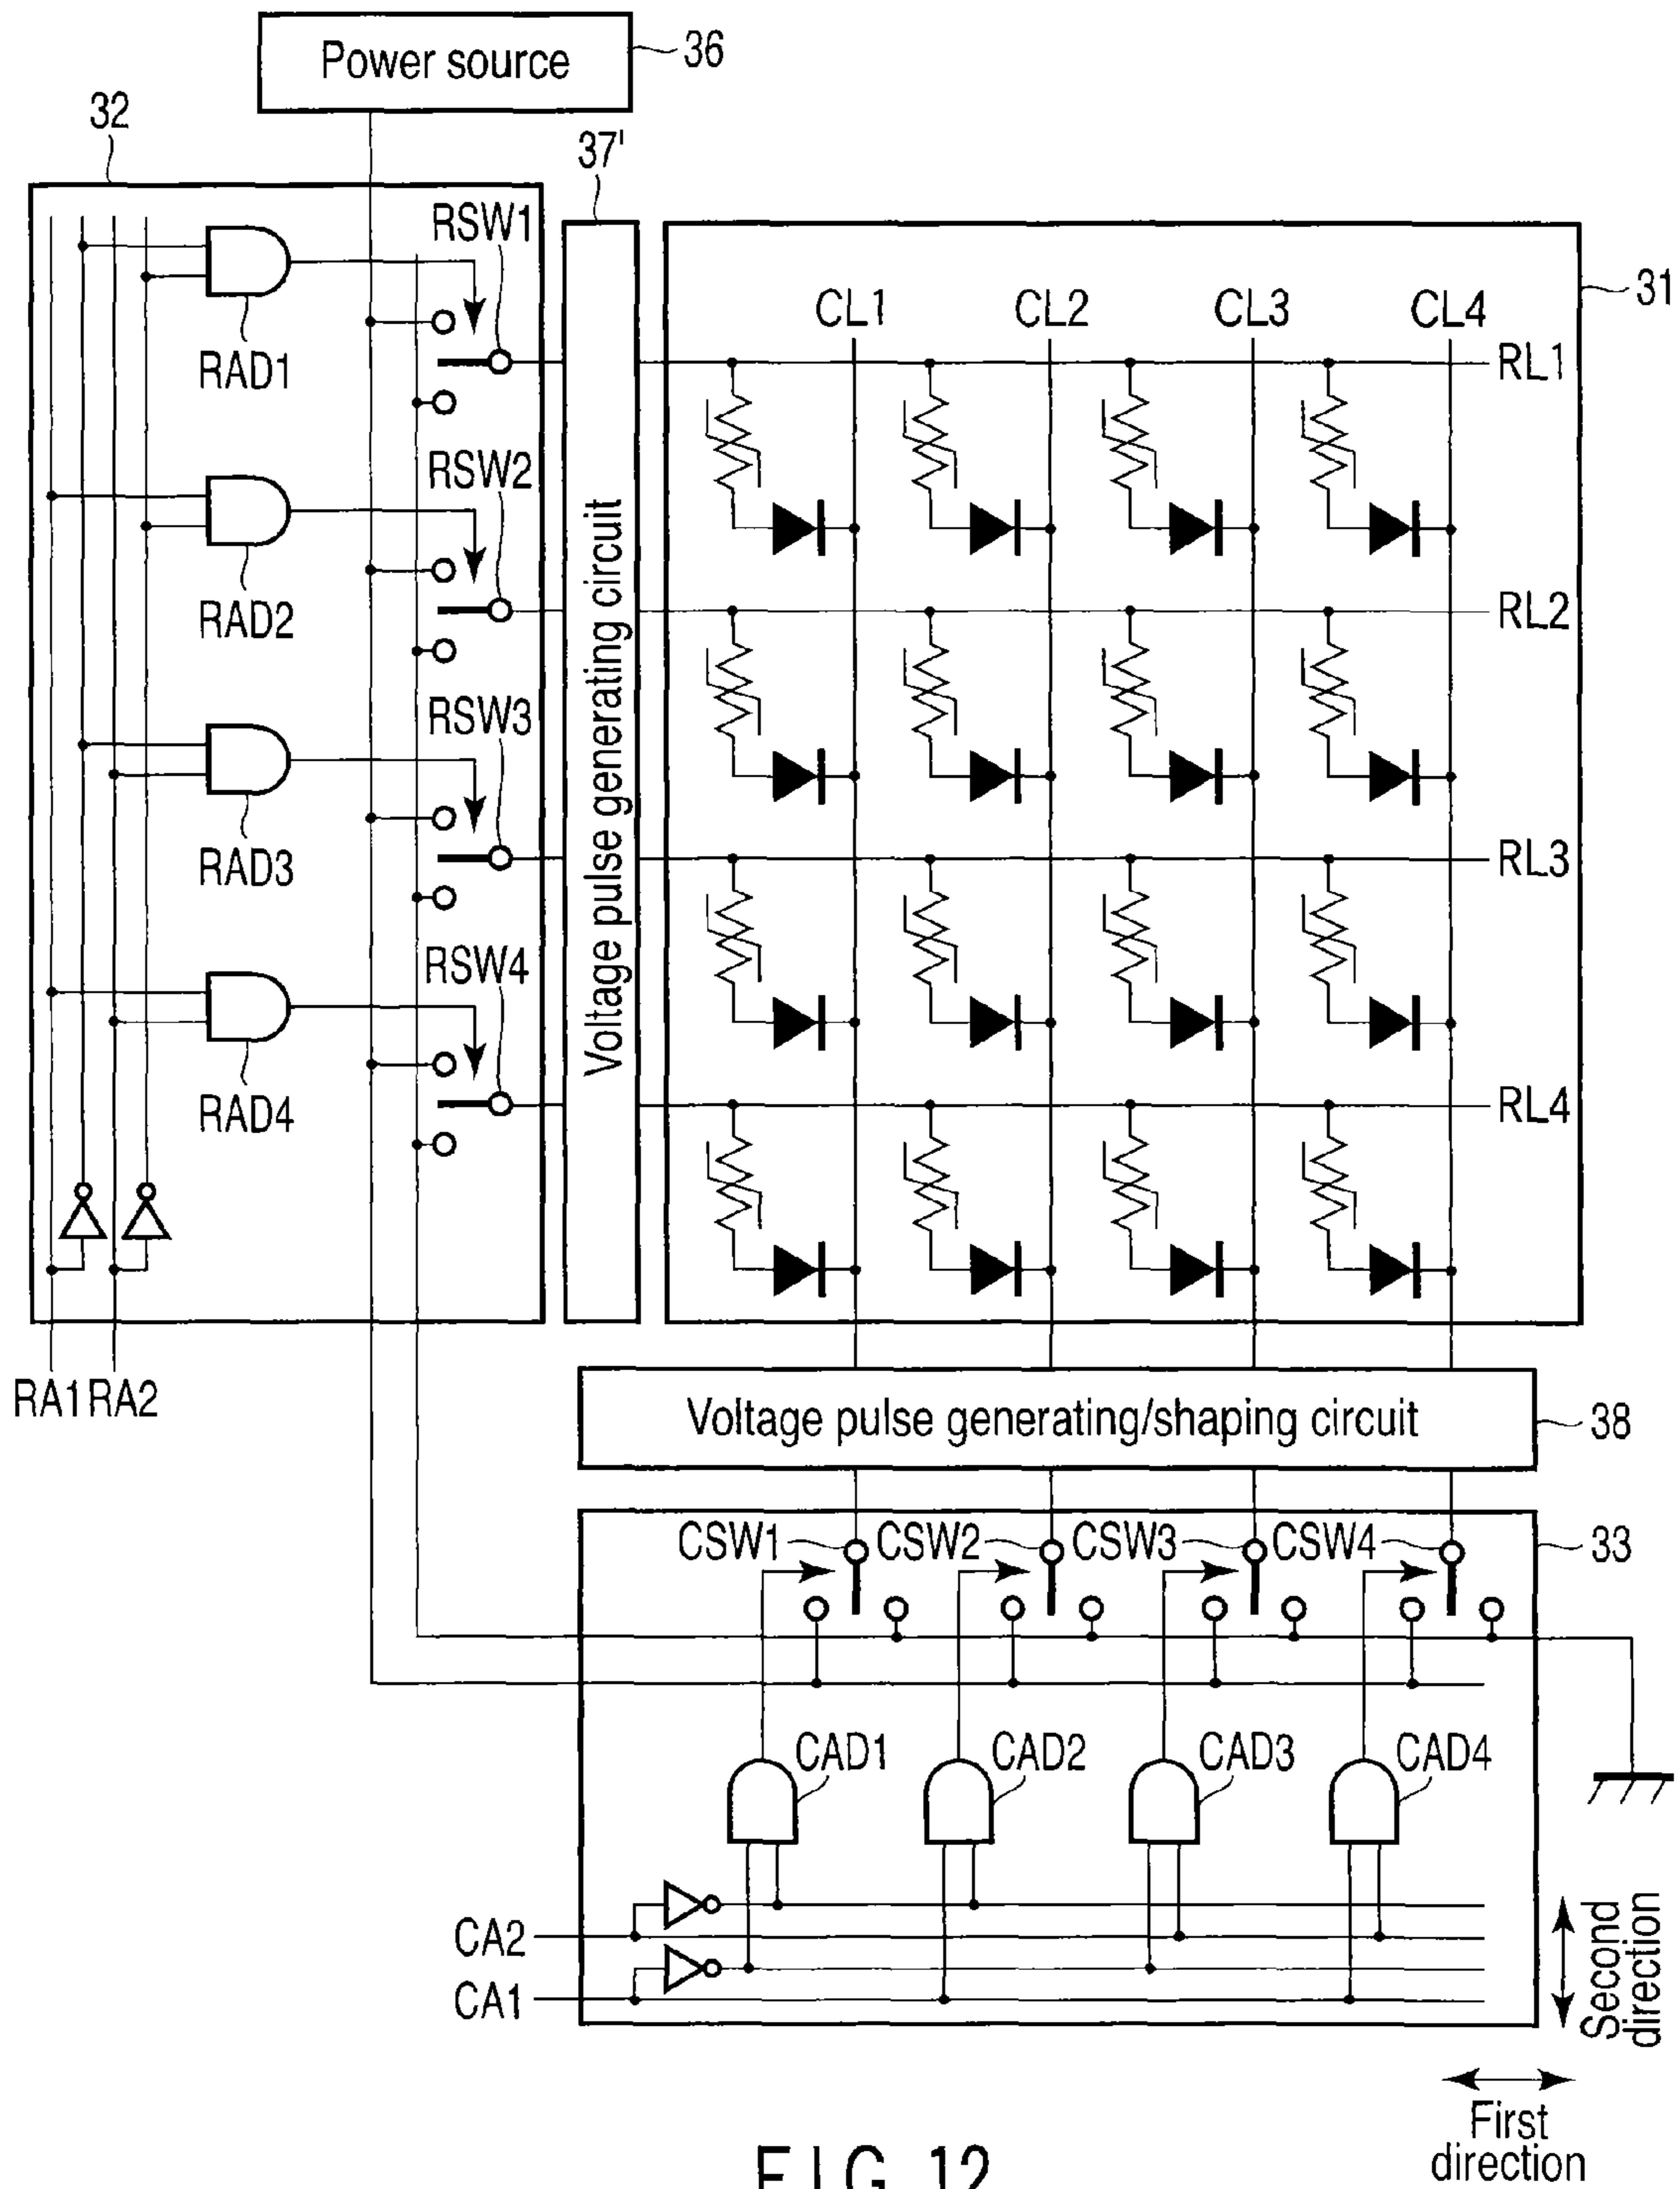 Power source
36
32
37'
RSW1
31
CL1
CL2
CL3
CL4
RL1
RAD1
RSW2
Voltage pulse generating circuit
RL2
RAD2
RSW3
RL3
RAD3
RSW4
RL4
RAD4
RA1
RA2
Voltage pulse generating/shaping circuit
38
CSW1
CSW2
CSW3
CSW4
33
CAD1
CAD2
CAD3
CAD4
CA2
CA1
Second
direction
First
direction
FIG. 12